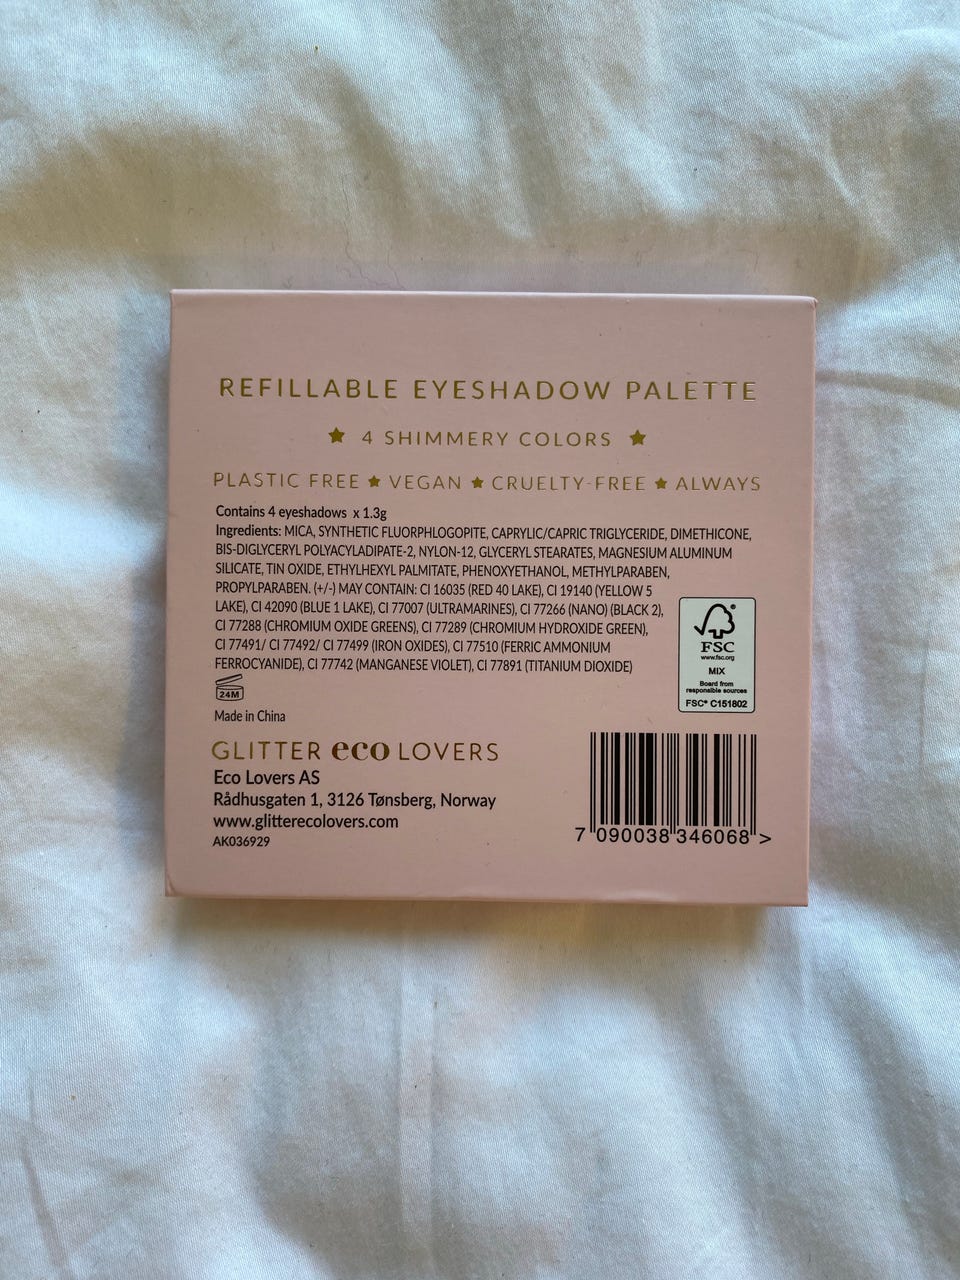 REFILLABLE EYESHADOW PALETTE
★ 4 SHIMMERY COLORS ★
PLASTIC FREE ★ VEGAN ★ CRUELTY-FREE ★ ALWAYS
Contains 4 eyeshadows x 1.3g
Ingredients: MICA, SYNTHETIC FLUORPHLOGOPITE, CAPRYLIC/CAPRIC TRIGLYCERIDE, DIMETHICONE,
BIS-DIGLYCERYL POLYACYLADIPATE-2, NYLON-12, GLYCERYL STEARATES, MAGNESIUM ALUMINUM
SILICATE, TIN OXIDE, ETHYLHEXYL PALMITATE, PHENOXYETHANOL, METHYLPARABEN,
PROPYLPARABEN. (+/-) MAY CONTAIN: CI 16035 (RED 40 LAKE), CI 19140 (YELLOW 5
LAKE), CI 42090 (BLUE 1 LAKE), CI 77007 (ULTRAMARINES), CI 77266 (NANO) (BLACK 2),
CI 77288 (CHROMIUM OXIDE GREENS), CI 77289 (CHROMIUM HYDROXIDE GREEN),
CI 77491/ CI 77492/ CI 77499 (IRON OXIDES), CI 77510 (FERRIC AMMONIUM
FERROCYANIDE), CI 77742 (MANGANESE VIOLET), CI 77891 (TITANIUM DIOXIDE)
FSC
www.fsc.org
MIX
Board from
responsible sources
FSC® C151802
24M
Made in China
GLITTER eco LOVERS
Eco Lovers AS
Rådhusgaten 1, 3126 Tønsberg, Norway
www.glitterecolovers.com
AK036929
7 090038 346068 >